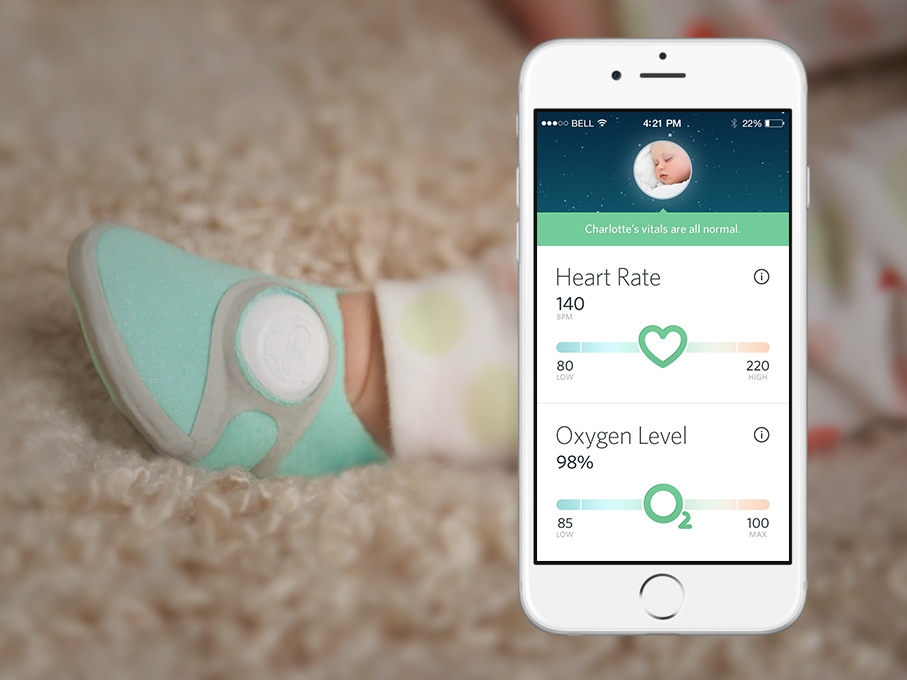 ●●●○○ BELL 4:21 PM 22%
Charlotte's vitals are all normal.
Heart Rate
140
BPM
80 220
LOW HIGH
Oxygen Level
98%
O2
85 100
LOW MAX